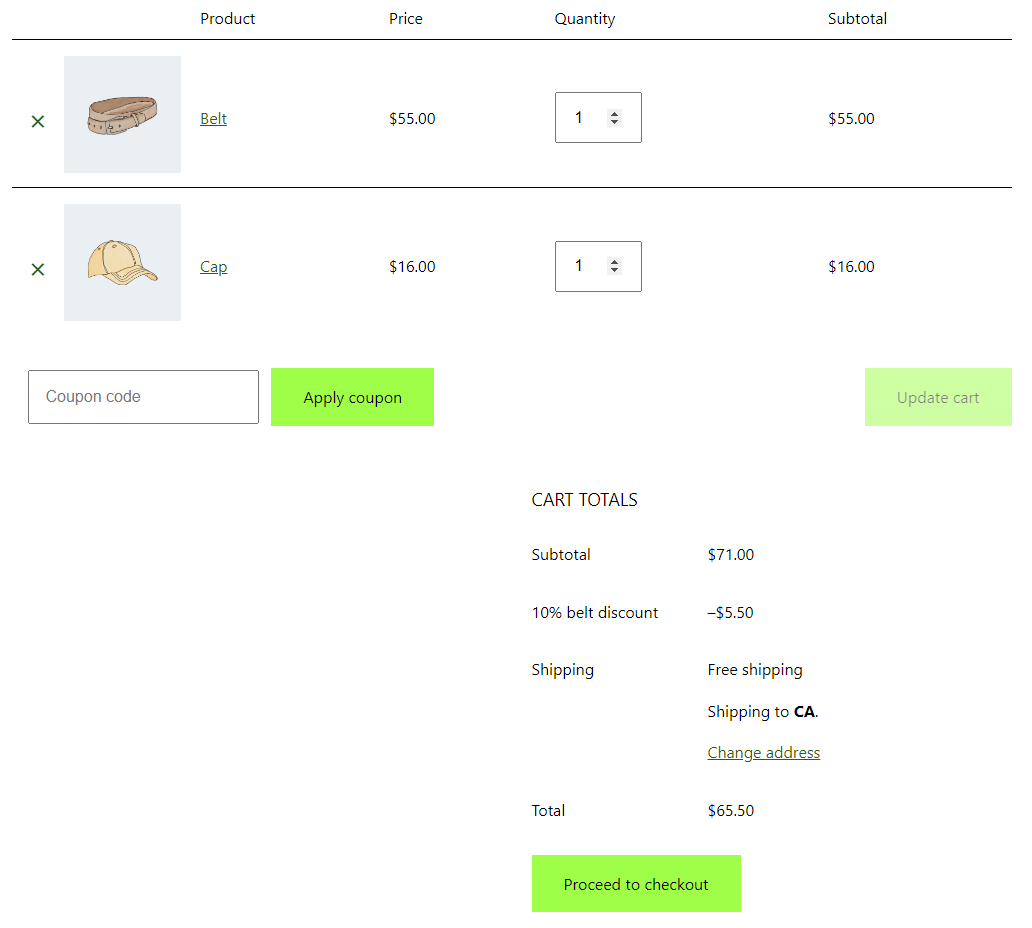 Product Price Quantity Subtotal
× Belt $55.00 1 $55.00
× Cap $16.00 1 $16.00
Coupon code Apply coupon Update cart
CART TOTALS
Subtotal $71.00
10% belt discount –$5.50
Shipping Free shipping
Shipping to CA.
Change address
Total $65.50
Proceed to checkout